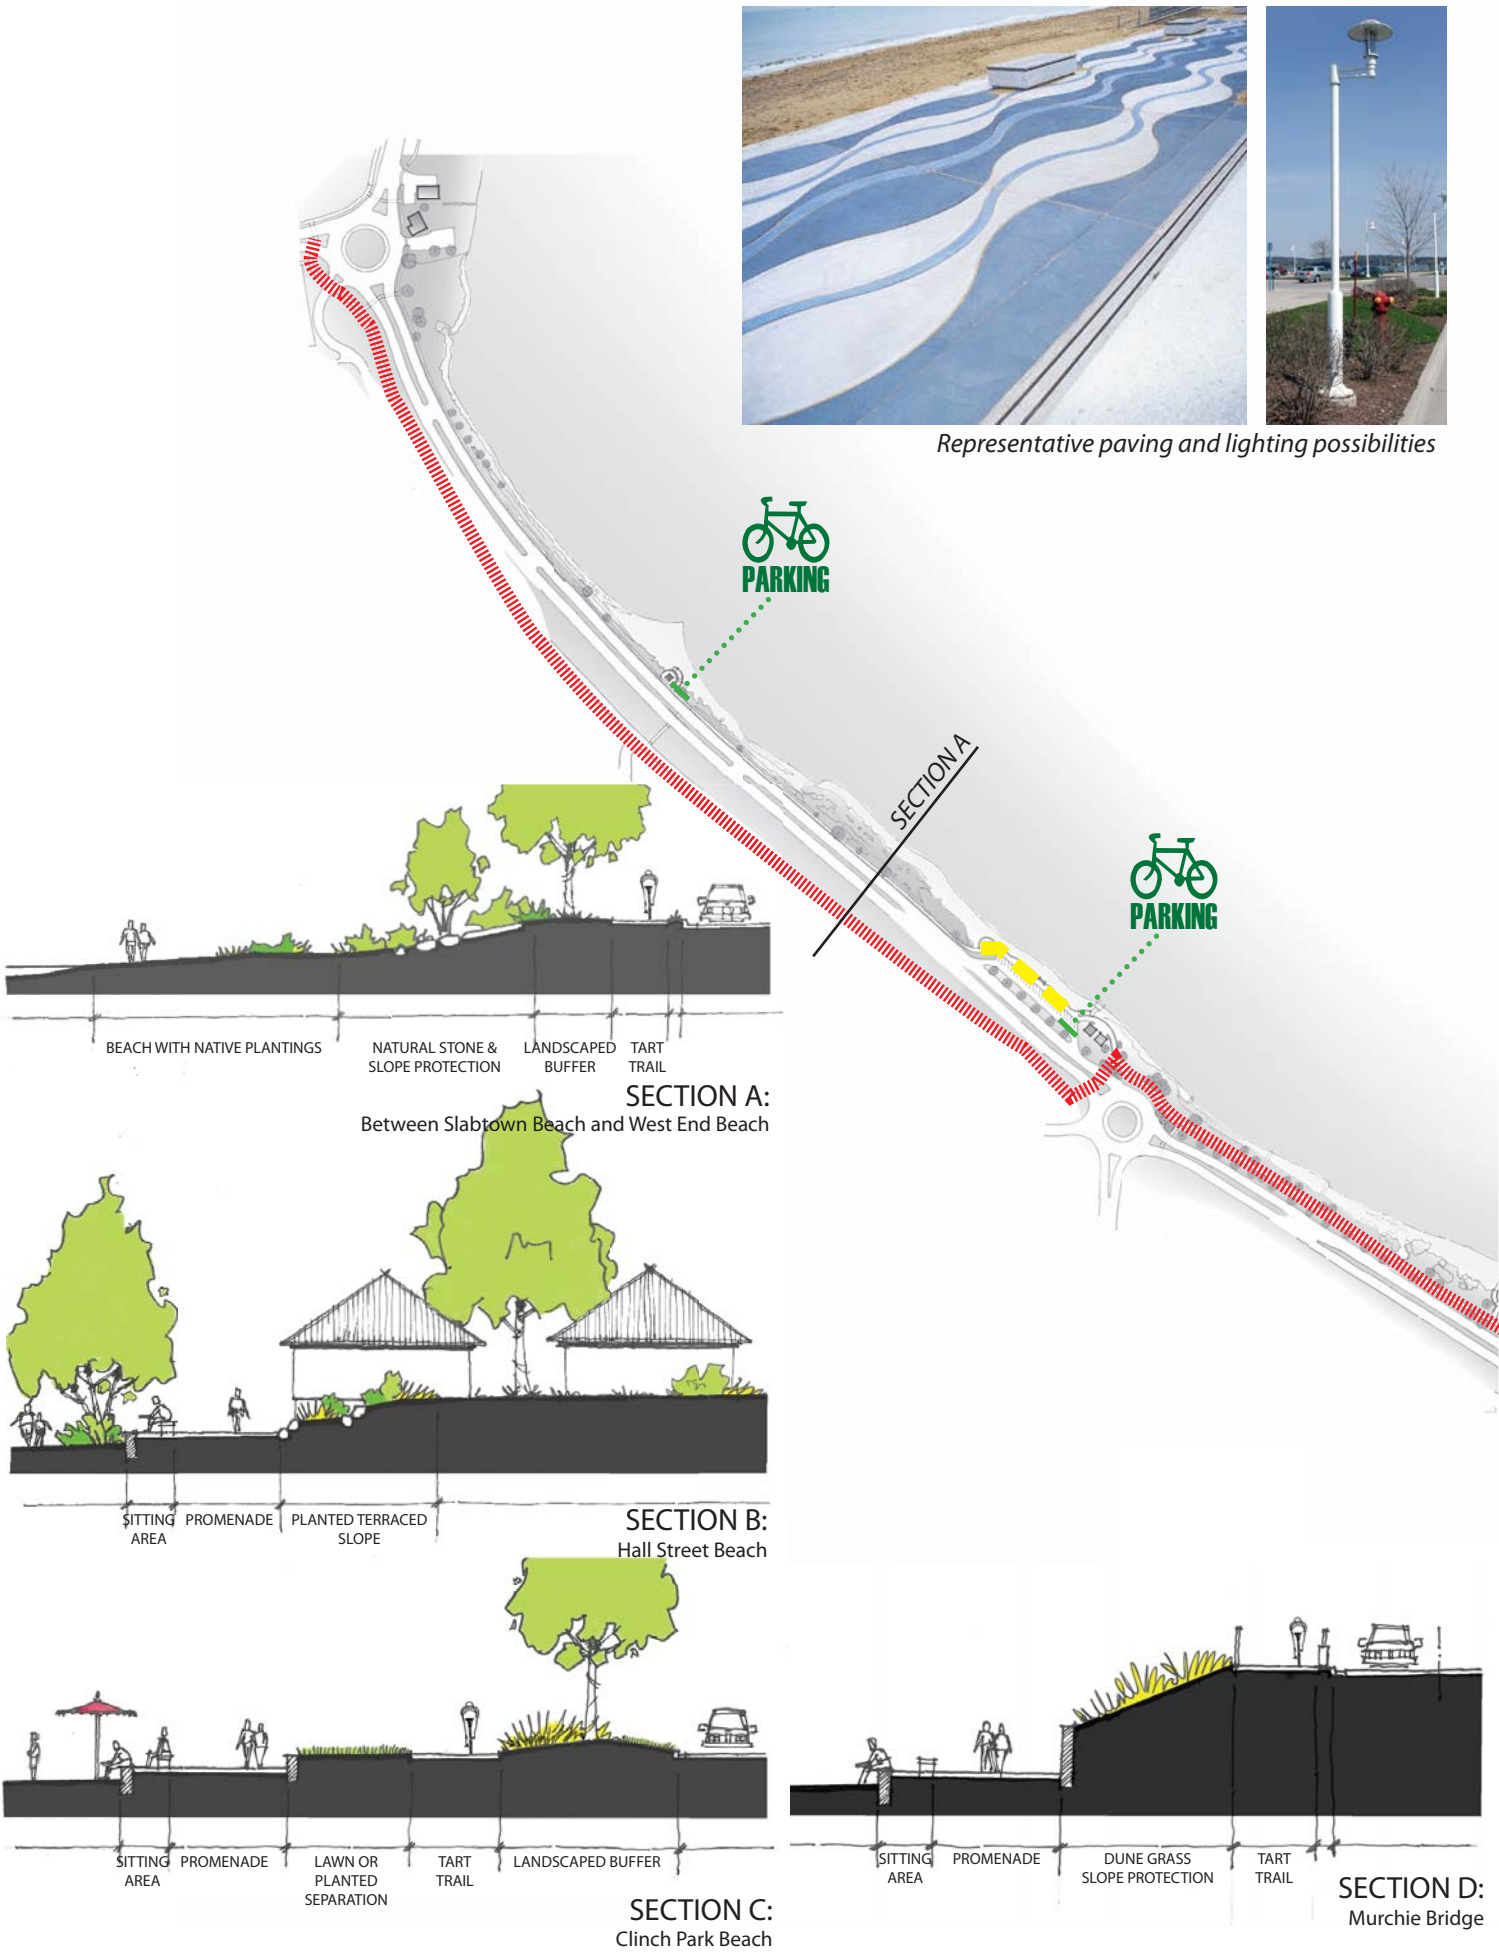 Representative paving and lighting possibilities
PARKING
SECTION A
PARKING
BEACH WITH NATIVE PLANTINGS
NATURAL STONE &
SLOPE PROTECTION
LANDSCAPED
BUFFER
TART
TRAIL
SECTION A:
Between Slabtown Beach and West End Beach
SITTING
AREA
PROMENADE
PLANTED TERRACED
SLOPE
SECTION B:
Hall Street Beach
SITTING
AREA
PROMENADE
LAWN OR
PLANTED
SEPARATION
TART
TRAIL
LANDSCAPED BUFFER
SECTION C:
Clinch Park Beach
SITTING
AREA
PROMENADE
DUNE GRASS
SLOPE PROTECTION
TART
TRAIL
SECTION D:
Murchie Bridge